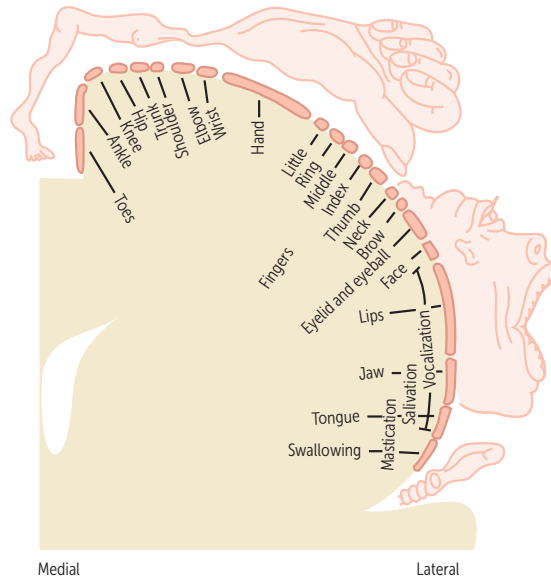 Toes
Ankle
Knee
Hip
Trunk
Shoulder
Elbow
Wrist
Hand
Little
Ring
Middle
Index
Thumb
Neck
Brow
Eyelid and eyeball
Face
Fingers
Lips
Jaw
Tongue
Swallowing
Mastication
Salivation
Vocalization
Medial
Lateral